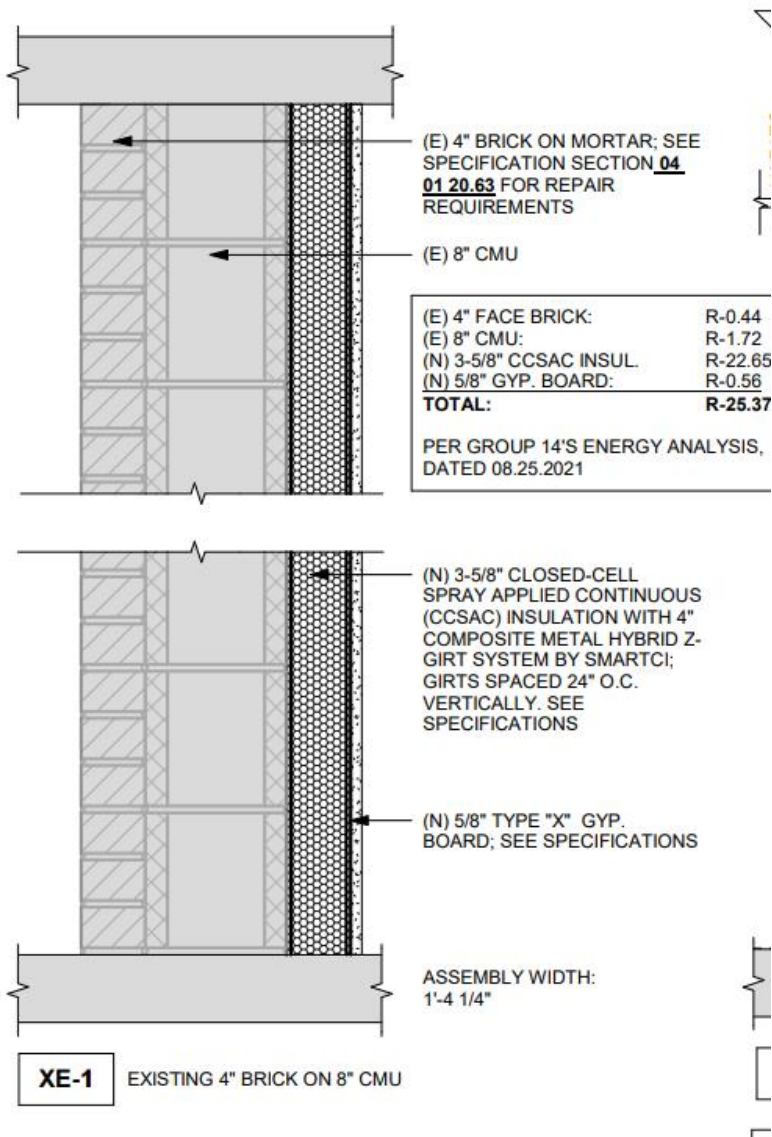 (E) 4" BRICK ON MORTAR; SEE
SPECIFICATION SECTION 04
01 20.63 FOR REPAIR
REQUIREMENTS
(E) 8" CMU
(E) 4" FACE BRICK: R-0.44
(E) 8" CMU: R-1.72
(N) 3-5/8" CCSAC INSUL. R-22.65
(N) 5/8" GYP. BOARD: R-0.56
TOTAL: R-25.37
PER GROUP 14'S ENERGY ANALYSIS,
DATED 08.25.2021
(N) 3-5/8" CLOSED-CELL
SPRAY APPLIED CONTINUOUS
(CCSAC) INSULATION WITH 4"
COMPOSITE METAL HYBRID Z-
GIRT SYSTEM BY SMARTCI;
GIRTS SPACED 24" O.C.
VERTICALLY. SEE
SPECIFICATIONS
(N) 5/8" TYPE "X" GYP.
BOARD; SEE SPECIFICATIONS
ASSEMBLY WIDTH:
1'-4 1/4"
XE-1 EXISTING 4" BRICK ON 8" CMU